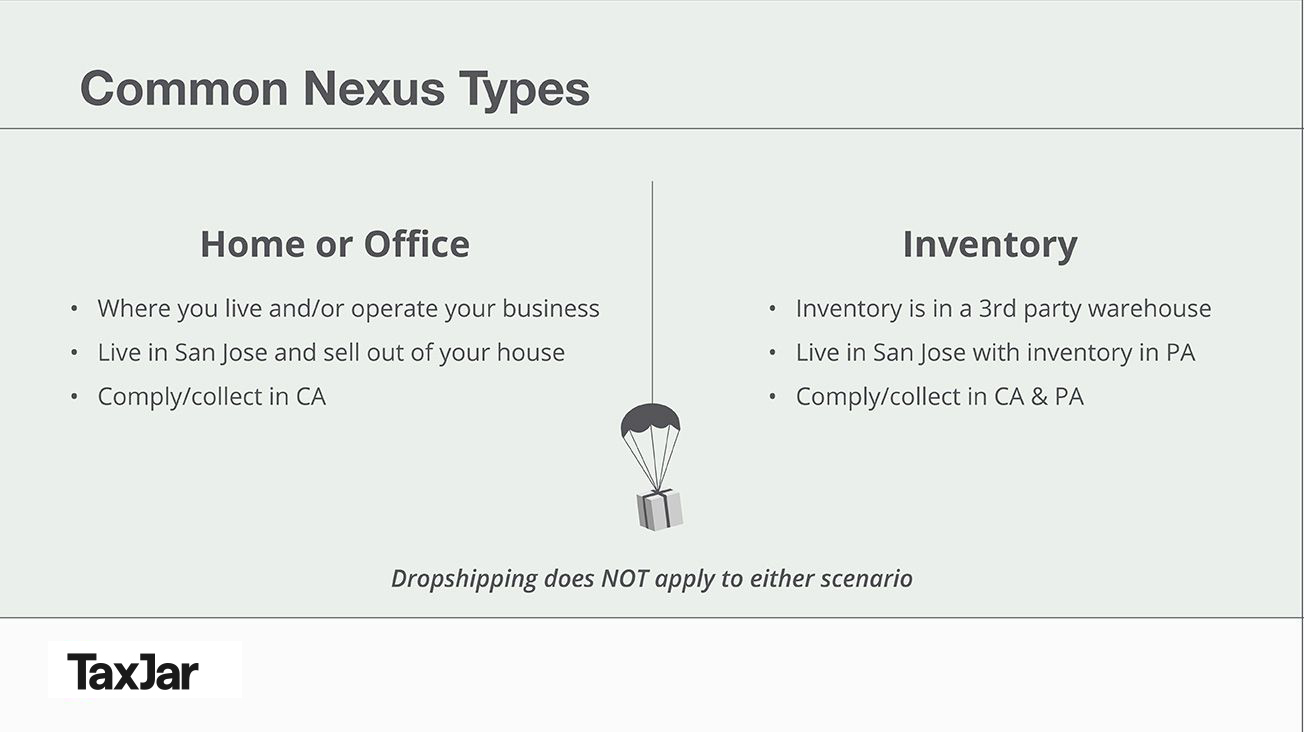 Common Nexus Types
Home or Office
• Where you live and/or operate your business
• Live in San Jose and sell out of your house
• Comply/collect in CA
Inventory
• Inventory is in a 3rd party warehouse
• Live in San Jose with inventory in PA
• Comply/collect in CA & PA
Dropshipping does NOT apply to either scenario
TaxJar